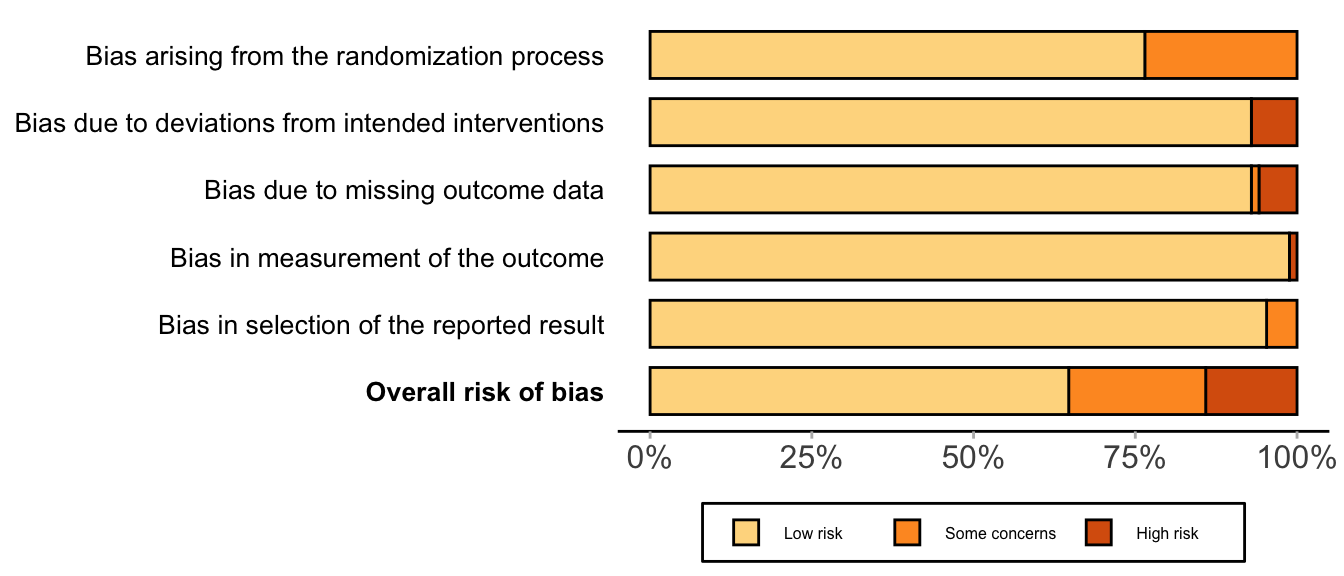 Bias arising from the randomization process
Bias due to deviations from intended interventions
Bias due to missing outcome data
Bias in measurement of the outcome
Bias in selection of the reported result
Overall risk of bias
0% 25% 50% 75% 100%
Low risk Some concerns High risk